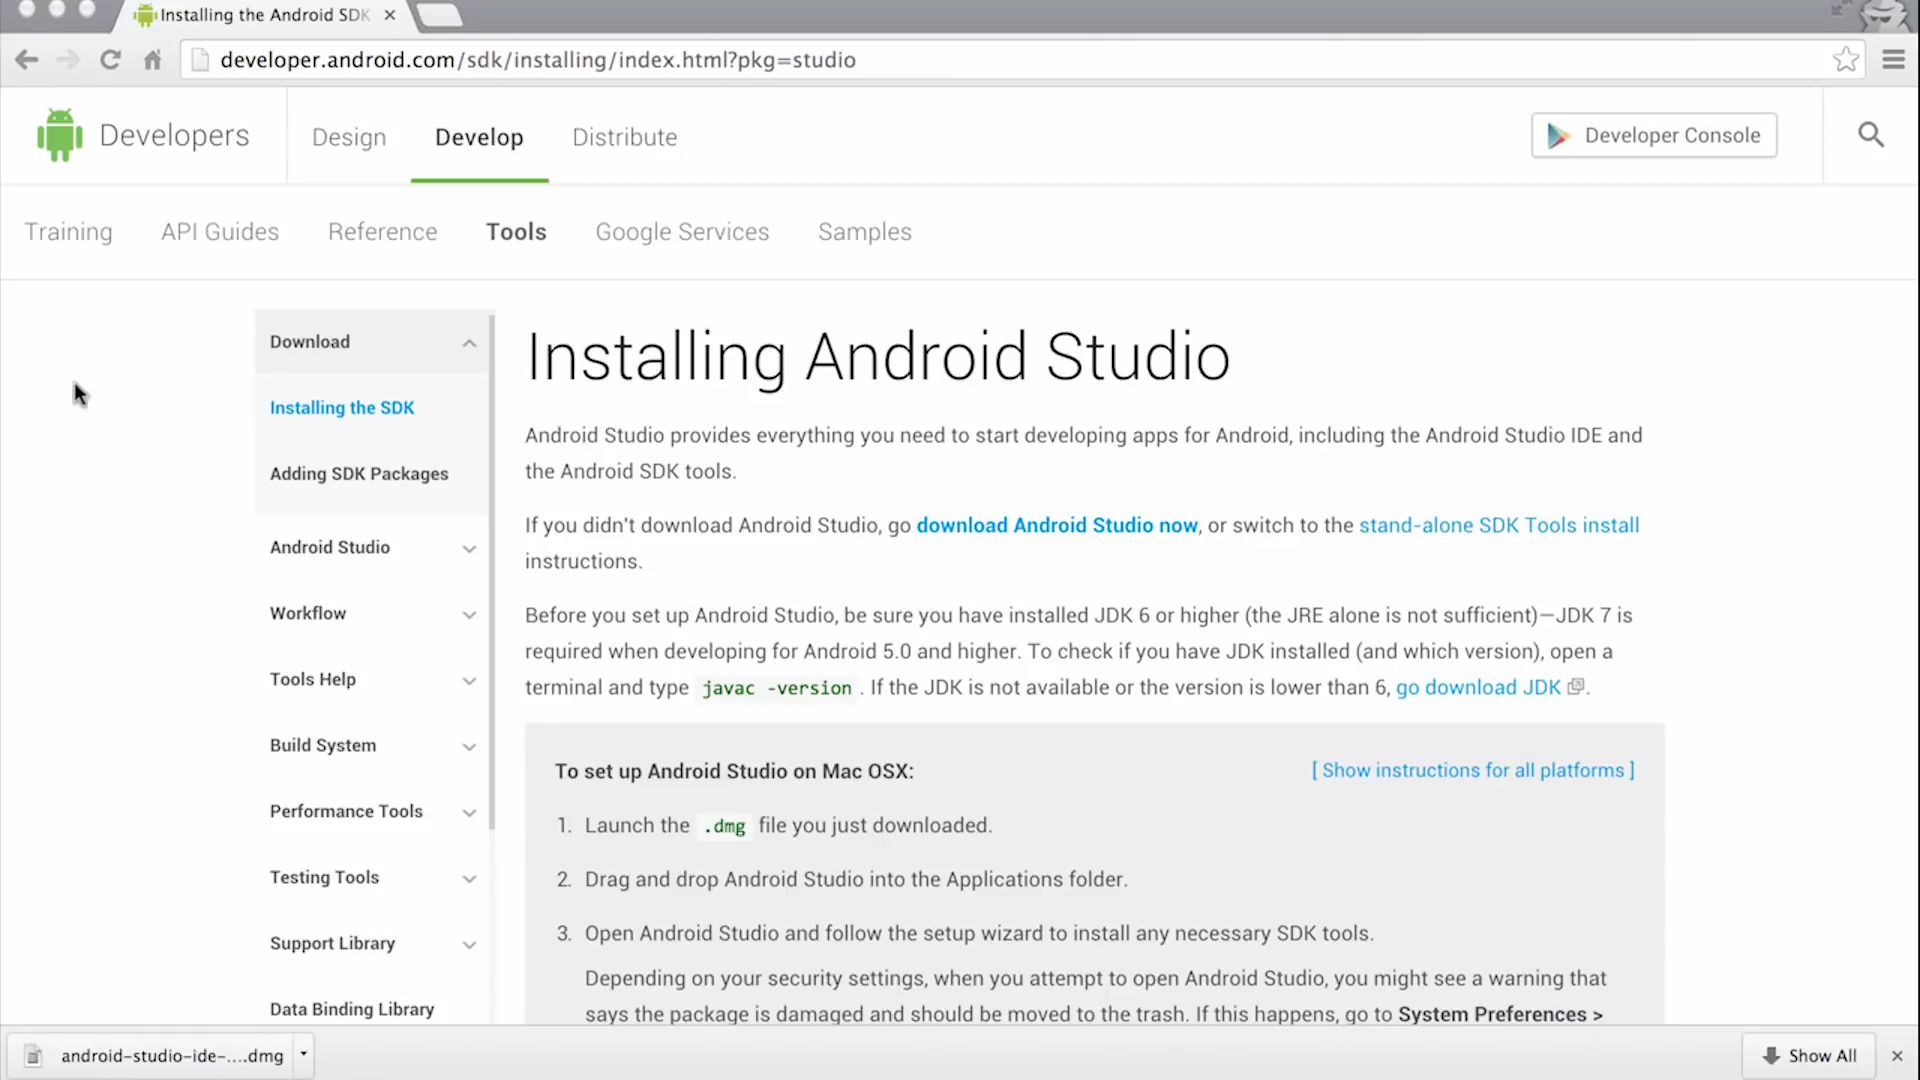 Installing the Android SDK
developer.android.com/sdk/installing/index.html?pkg=studio
Developers
Design
Develop
Distribute
Developer Console
Training
API Guides
Reference
Tools
Google Services
Samples
Download
Installing the SDK
Adding SDK Packages
Android Studio
Workflow
Tools Help
Build System
Performance Tools
Testing Tools
Support Library
Data Binding Library
Installing Android Studio
Android Studio provides everything you need to start developing apps for Android, including the Android Studio IDE and
the Android SDK tools.
If you didn't download Android Studio, go download Android Studio now, or switch to the stand-alone SDK Tools install
instructions.
Before you set up Android Studio, be sure you have installed JDK 6 or higher (the JRE alone is not sufficient)—JDK 7 is
required when developing for Android 5.0 and higher. To check if you have JDK installed (and which version), open a
terminal and type javac -version . If the JDK is not available or the version is lower than 6, go download JDK .
To set up Android Studio on Mac OSX:
[ Show instructions for all platforms ]
1. Launch the .dmg file you just downloaded.
2. Drag and drop Android Studio into the Applications folder.
3. Open Android Studio and follow the setup wizard to install any necessary SDK tools.
Depending on your security settings, when you attempt to open Android Studio, you might see a warning that
says the package is damaged and should be moved to the trash. If this happens, go to System Preferences >
android-studio-ide-....dmg
Show All